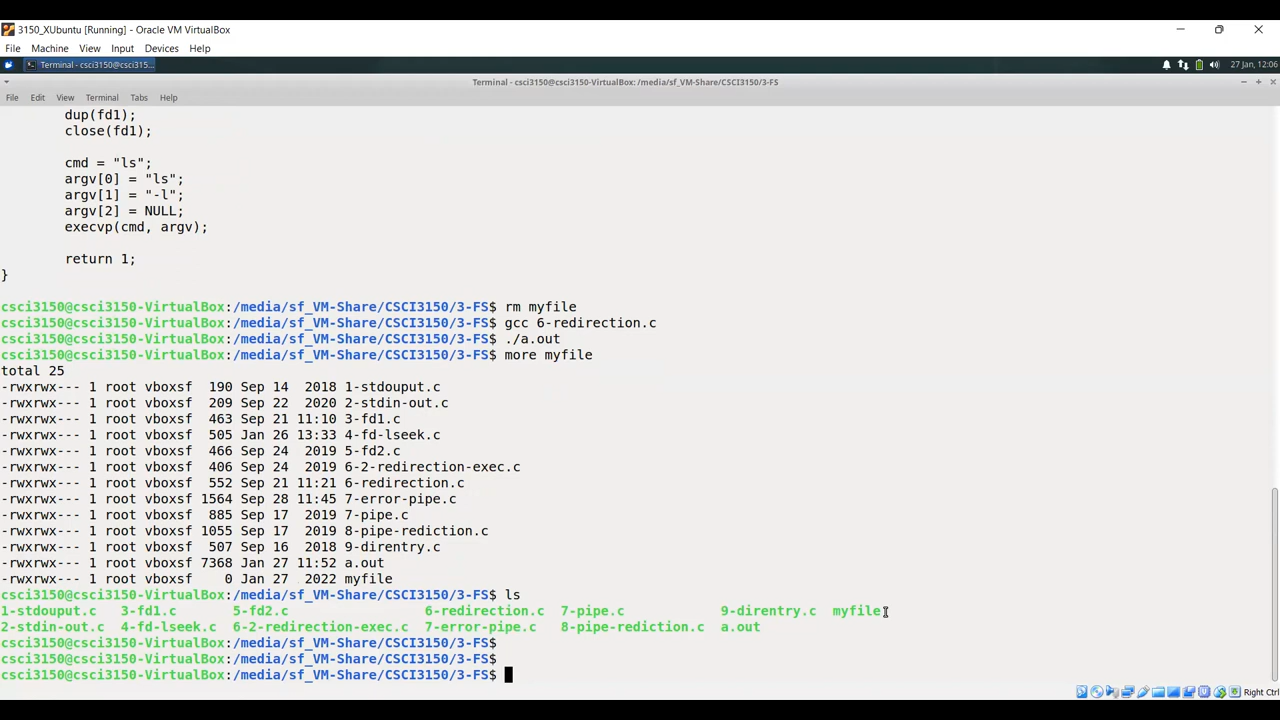 3150_XUbuntu [Running] - Oracle VM VirtualBox
File Machine View Input Devices Help
Terminal - csci3150@csci315... 27 Jan, 12:06
Terminal - csci3150@csci3150-VirtualBox: /media/sf_VM-Share/CSCI3150/3-FS
File Edit View Terminal Tabs Help
dup(fd1);
close(fd1);
cmd = "ls";
argv[0] = "ls";
argv[1] = "-l";
argv[2] = NULL;
execvp(cmd, argv);
return 1;
}
csci3150@csci3150-VirtualBox:/media/sf_VM-Share/CSCI3150/3-FS$ rm myfile
csci3150@csci3150-VirtualBox:/media/sf_VM-Share/CSCI3150/3-FS$ gcc 6-redirection.c
csci3150@csci3150-VirtualBox:/media/sf_VM-Share/CSCI3150/3-FS$ ./a.out
csci3150@csci3150-VirtualBox:/media/sf_VM-Share/CSCI3150/3-FS$ more myfile
total 25
-rwxrwx--- 1 root vboxsf 190 Sep 14 2018 1-stdouput.c
-rwxrwx--- 1 root vboxsf 209 Sep 22 2020 2-stdin-out.c
-rwxrwx--- 1 root vboxsf 463 Sep 21 11:10 3-fd1.c
-rwxrwx--- 1 root vboxsf 505 Jan 26 13:33 4-fd-lseek.c
-rwxrwx--- 1 root vboxsf 466 Sep 24 2019 5-fd2.c
-rwxrwx--- 1 root vboxsf 406 Sep 24 2019 6-2-redirection-exec.c
-rwxrwx--- 1 root vboxsf 552 Sep 21 11:21 6-redirection.c
-rwxrwx--- 1 root vboxsf 1564 Sep 28 11:45 7-error-pipe.c
-rwxrwx--- 1 root vboxsf 885 Sep 17 2019 7-pipe.c
-rwxrwx--- 1 root vboxsf 1055 Sep 17 2019 8-pipe-rediction.c
-rwxrwx--- 1 root vboxsf 507 Sep 16 2018 9-direntry.c
-rwxrwx--- 1 root vboxsf 7368 Jan 27 11:52 a.out
-rwxrwx--- 1 root vboxsf 0 Jan 27 2022 myfile
csci3150@csci3150-VirtualBox:/media/sf_VM-Share/CSCI3150/3-FS$ ls
1-stdouput.c 3-fd1.c 5-fd2.c 6-redirection.c 7-pipe.c 9-direntry.c myfile
2-stdin-out.c 4-fd-lseek.c 6-2-redirection-exec.c 7-error-pipe.c 8-pipe-rediction.c a.out
csci3150@csci3150-VirtualBox:/media/sf_VM-Share/CSCI3150/3-FS$
csci3150@csci3150-VirtualBox:/media/sf_VM-Share/CSCI3150/3-FS$
csci3150@csci3150-VirtualBox:/media/sf_VM-Share/CSCI3150/3-FS$
Right Ctrl